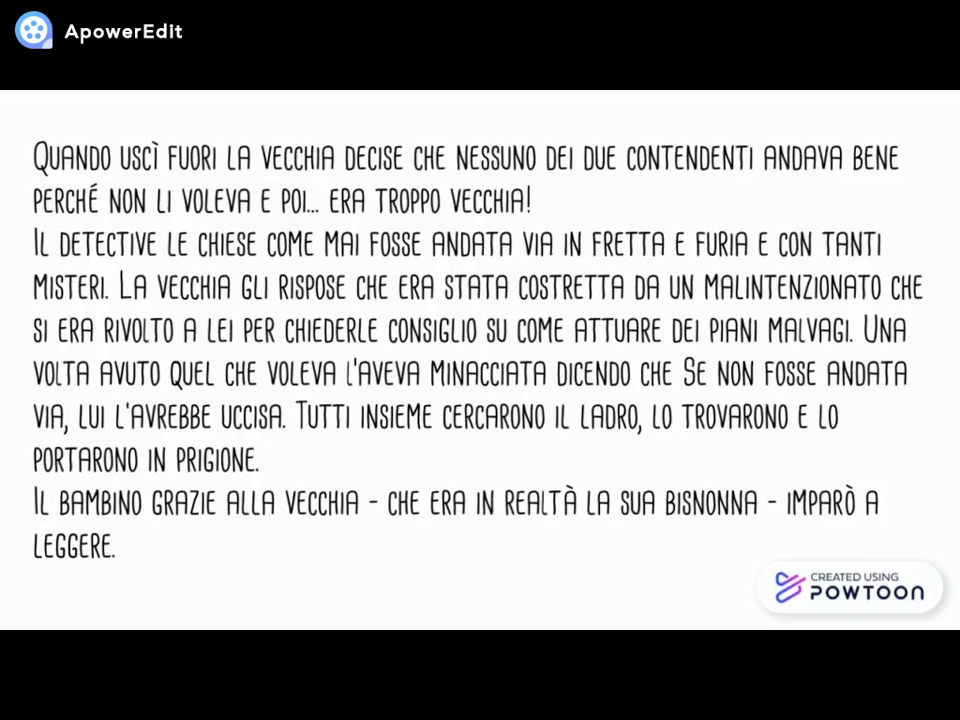 ApowerEdit
Quando uscì fuori la vecchia decise che nessuno dei due contendenti andava bene
perché non li voleva e poi... era troppo vecchia!
Il detective le chiese come mai fosse andata via in fretta e furia e con tanti
misteri. La vecchia gli rispose che era stata costretta da un malintenzionato che
si era rivolto a lei per chiederle consiglio su come attuare dei piani malvagi. Una
volta avuto quel che voleva l'aveva minacciata dicendo che Se non fosse andata
via, lui l'avrebbe uccisa. Tutti insieme cercarono il ladro, lo trovarono e lo
portarono in prigione.
Il bambino grazie alla vecchia - che era in realtà la sua bisnonna - imparò a
leggere.
CREATED USING
POWTOON